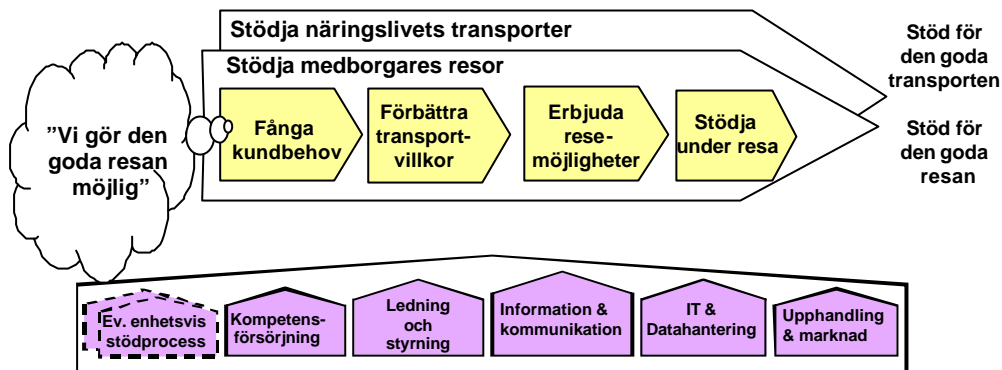 Stödja näringslivets transporter
Stödja medborgares resor
”Vi gör den
goda resan
möjlig”
Fånga
kundbehov
Förbättra
transport-
villkor
Erbjuda
rese-
möjligheter
Stödja
under resa
Stöd för
den goda
transporten
Stöd för
den goda
resan
Ev. enhetsvis
stödprocess
Kompetens-
försörjning
Ledning
och
styrning
Information &
kommunikation
IT &
Datahantering
Upphandling
& marknad